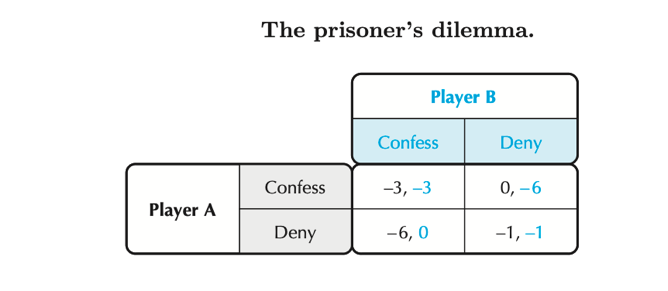 The prisoner's dilemma.
Player B
Confess Deny
Player A
Confess –3, –3 0, –6
Deny –6, 0 –1, –1